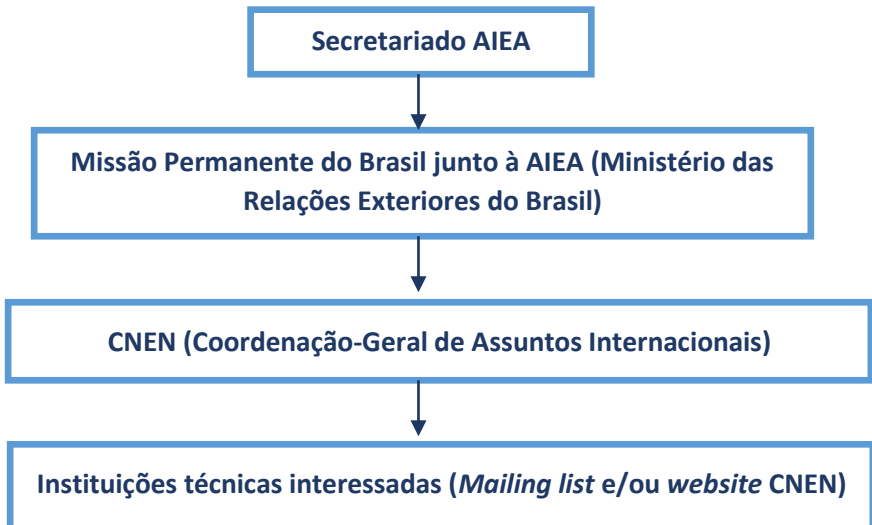 Secretariado AIEA
Missão Permanente do Brasil junto à AIEA (Ministério das
Relações Exteriores do Brasil)
CNEN (Coordenação-Geral de Assuntos Internacionais)
Instituições técnicas interessadas (Mailing list e/ou website CNEN)